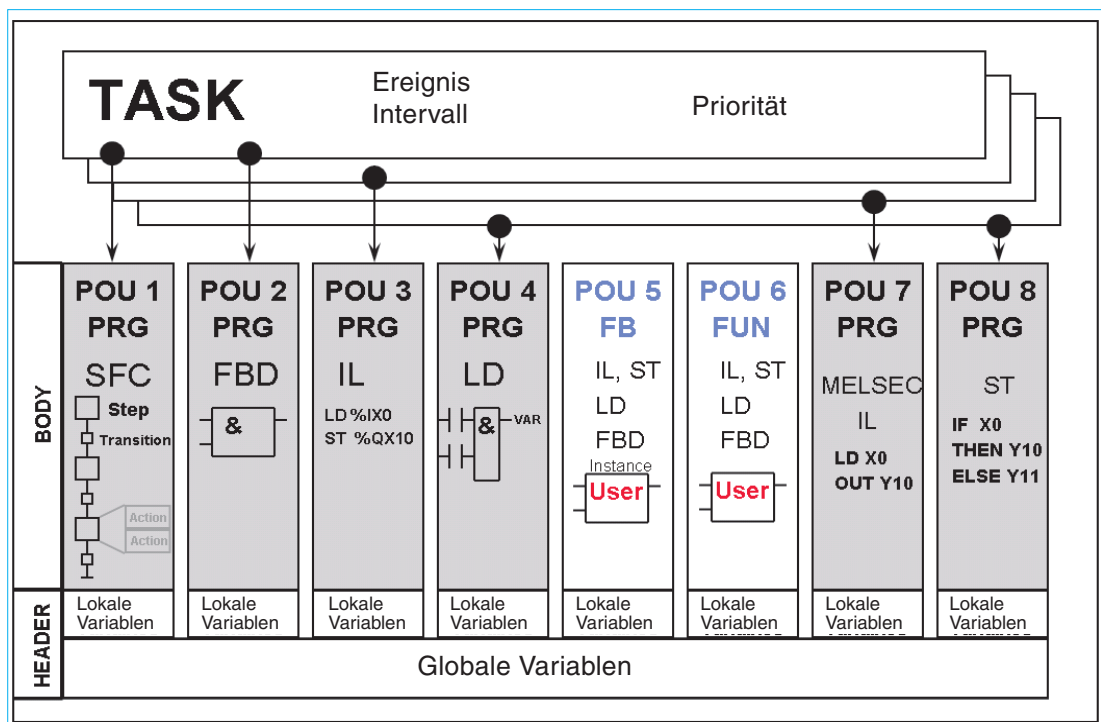 TASK
Ereignis
Intervall
Priorität
BODY
POU 1
PRG
SFC
Step
Transition
Action
Action
POU 2
PRG
FBD
&
POU 3
PRG
IL
LD %IX0
ST %QX10
POU 4
PRG
LD
&
VAR
POU 5
FB
IL, ST
LD
FBD
Instance
User
POU 6
FUN
IL, ST
LD
FBD
User
POU 7
PRG
MELSEC
IL
LD X0
OUT Y10
POU 8
PRG
ST
IF X0
THEN Y10
ELSE Y11
HEADER
Lokale
Variablen
Lokale
Variablen
Lokale
Variablen
Lokale
Variablen
Lokale
Variablen
Lokale
Variablen
Lokale
Variablen
Lokale
Variablen
Globale Variablen